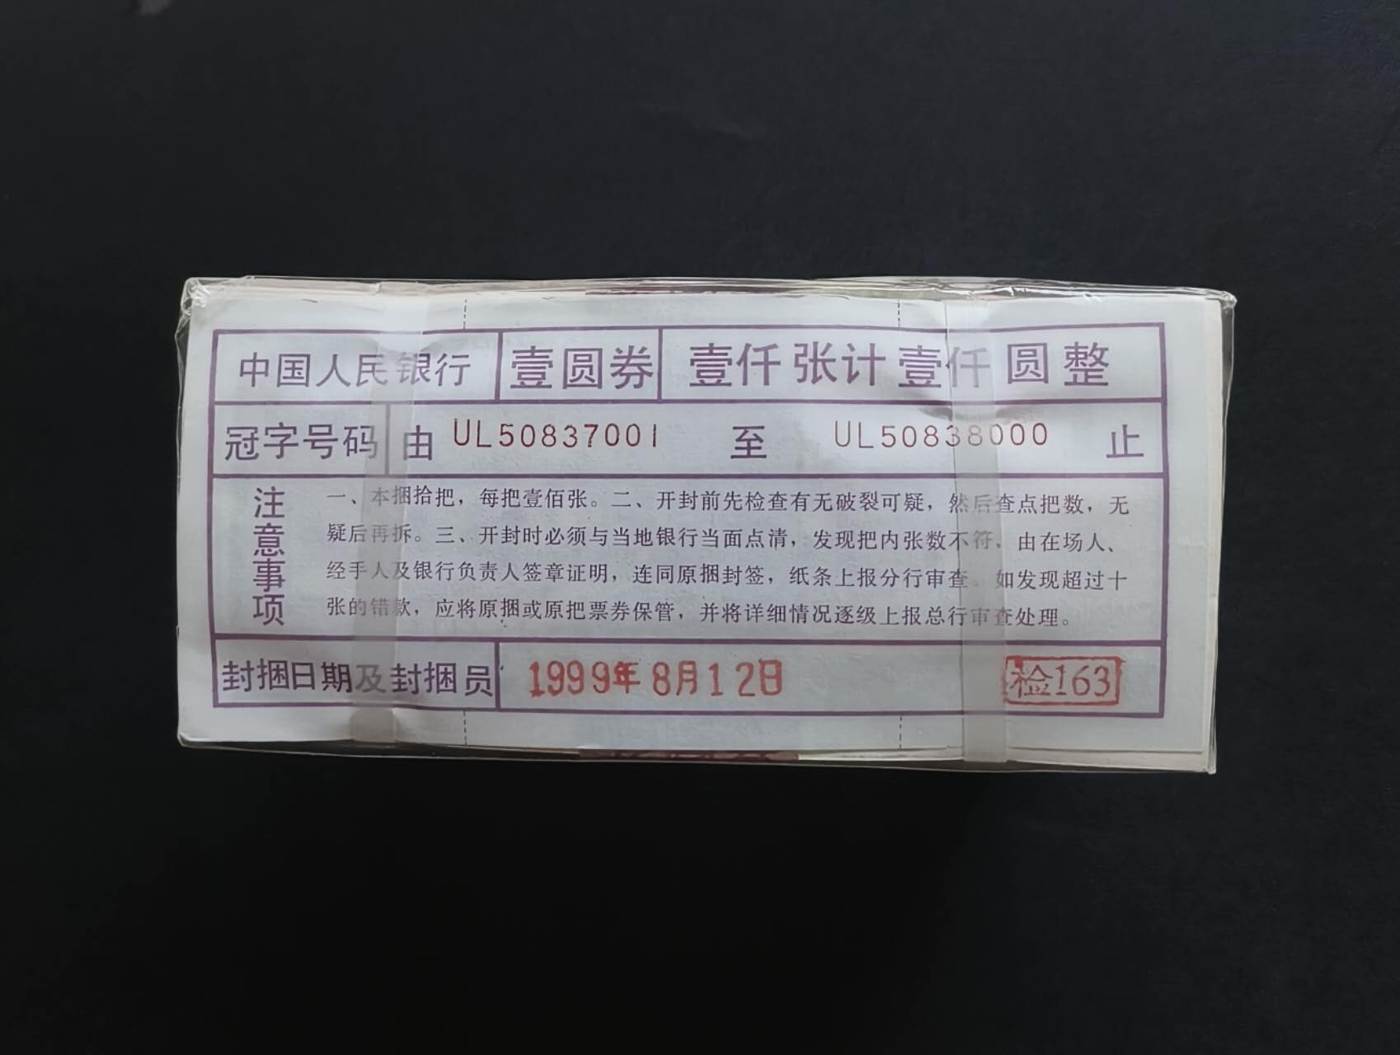 中国人民银行 壹圆券 壹仟张计壹仟圆整
冠字号码 由 UL50837001 至 UL50838000 止
注意事项
一、本捆拾把，每把壹佰张。二、开封前先检查有无破裂可疑，然后查点把数，无
疑后再拆。三、开封时必须与当地银行当面点清，发现把内张数不符，由在场人、
经手人及银行负责人签章证明，连同原捆封签，纸条上报分行审查。如发现超过十
张的错款，应将原捆或原把票券保管，并将详细情况逐级上报总行审查处理。
封捆日期及封捆员 1999年8月12日 检163